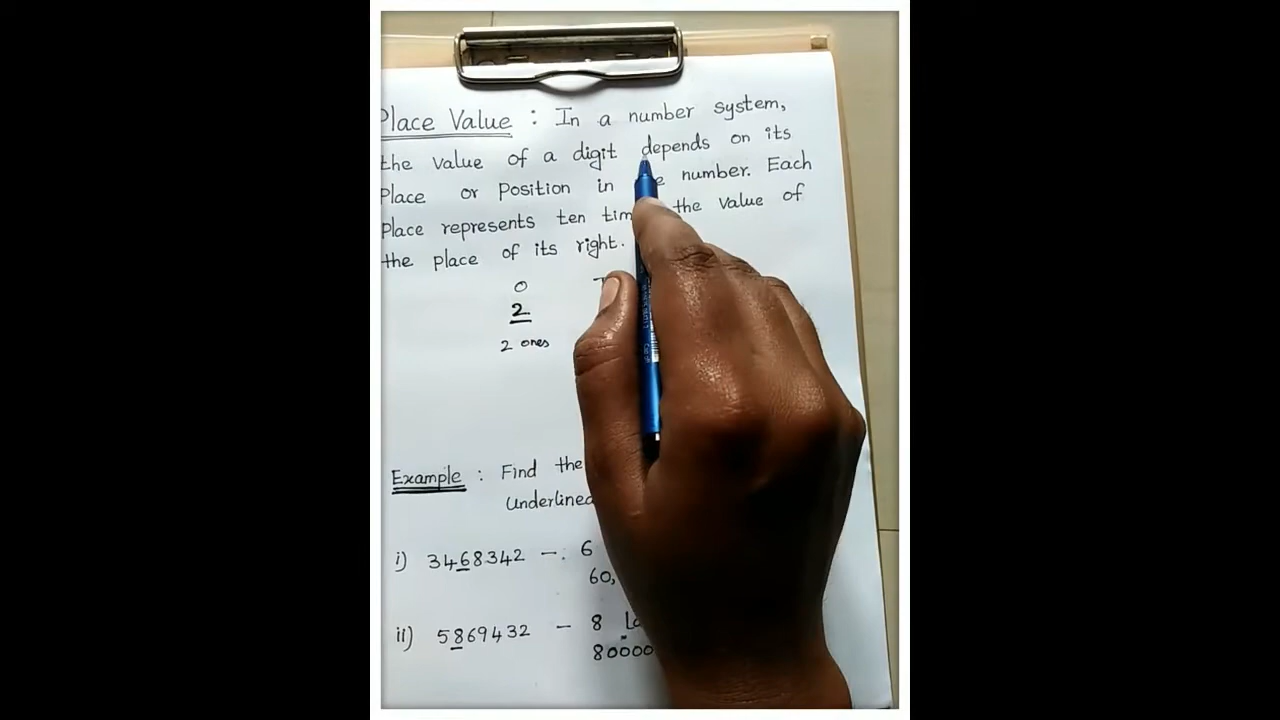 Place Value : In a number system,
the value of a digit depends on its
Place or Position in number. Each
Place represents ten the value of
the place of its right.
O
2
2 ones
Example : Find the
Underlined
i) 3468342 - 6
60,
ii) 5869432 - 8
80000